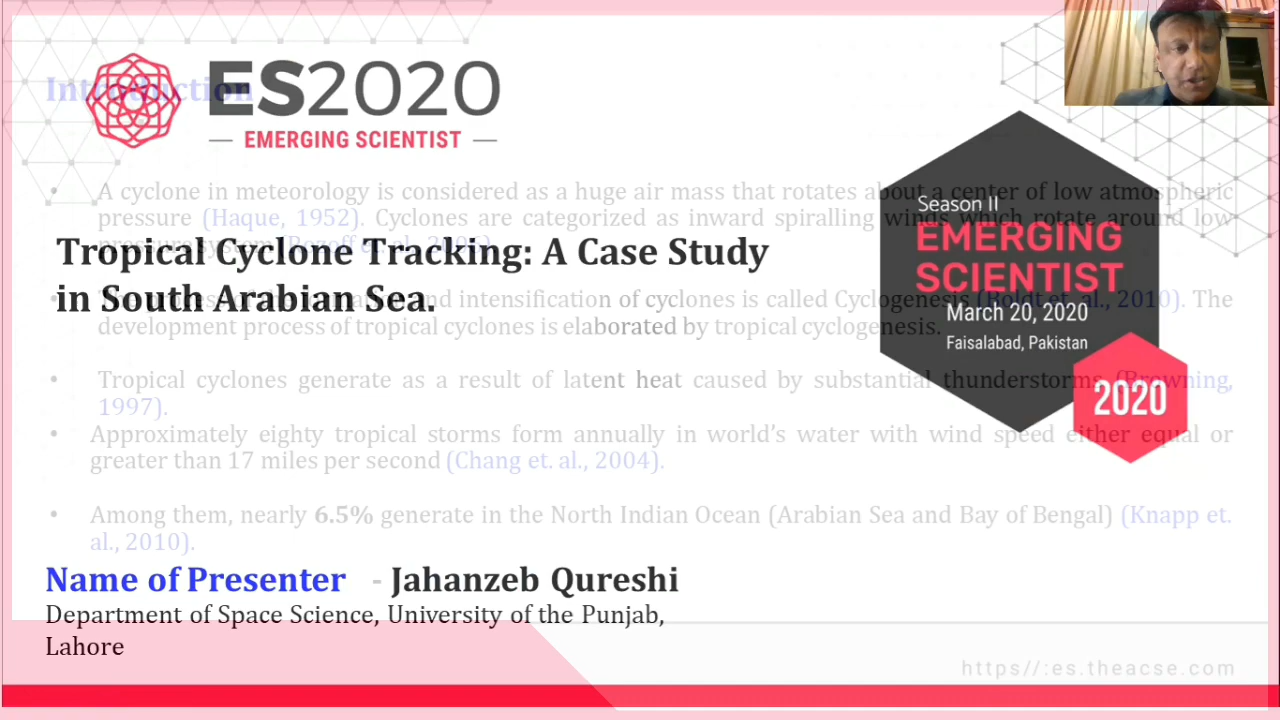 ES2020
EMERGING SCIENTIST
Introduction
Season II
EMERGING
SCIENTIST
March 20, 2020
Faisalabad, Pakistan
2020
• A cyclone in meteorology is considered as a huge air mass that rotates about a center of low atmospheric
pressure (Haque, 1952). Cyclones are categorized as inward spiralling winds which rotate around low
Tropical Cyclone Tracking: A Case Study
in South Arabian Sea.
and intensification of cyclones is called Cyclogenesis (Boldt et. al., 2010). The
development process of tropical cyclones is elaborated by tropical cyclogenesis.
• Tropical cyclones generate as a result of latent heat caused by substantial thunderstorms (Browning,
1997).
• Approximately eighty tropical storms form annually in world's water with wind speed either equal or
greater than 17 miles per second (Chang et. al., 2004).
• Among them, nearly 6.5% generate in the North Indian Ocean (Arabian Sea and Bay of Bengal) (Knapp et.
al., 2010).
Name of Presenter - Jahanzeb Qureshi
Department of Space Science, University of the Punjab,
Lahore
https//:es.theacse.com